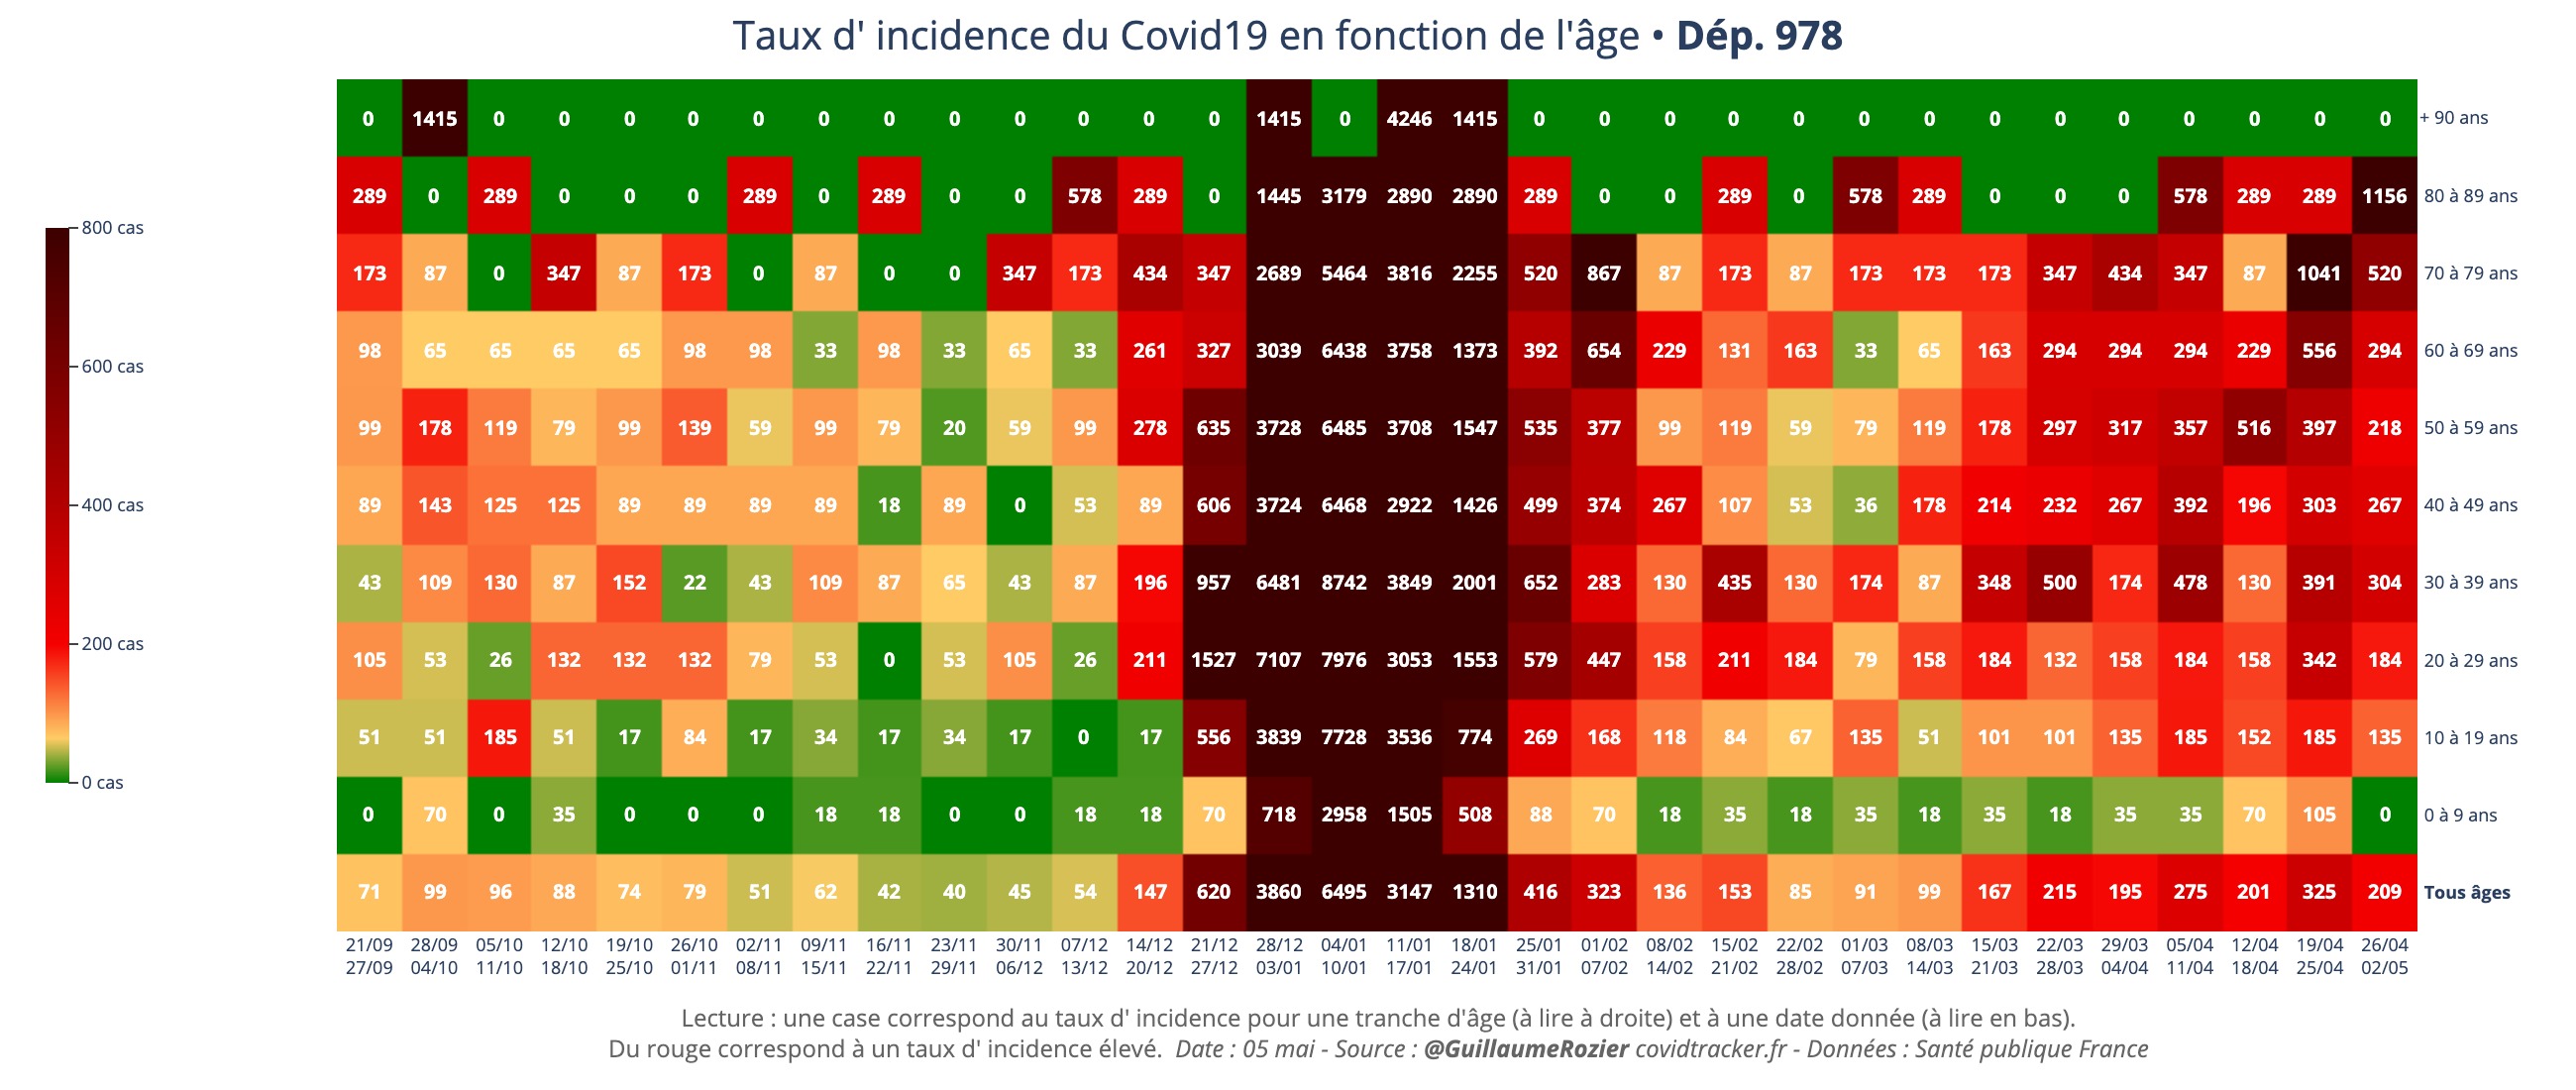 Taux d' incidence du Covid19 en fonction de l'âge • Dép. 978
0 1415 0 0 0 0 0 0 0 0 0 0 0 0 1415 0 4246 1415 0 0 0 0 0 0 0 0 0 0 0 0 0 0 + 90 ans
289 0 289 0 0 0 289 0 289 0 0 578 289 0 1445 3179 2890 2890 289 0 0 289 0 578 289 0 0 0 578 289 289 1156 80 à 89 ans
173 87 0 347 87 173 0 87 0 0 347 173 434 347 2689 5464 3816 2255 520 867 87 173 87 173 173 173 347 434 347 87 1041 520 70 à 79 ans
98 65 65 65 65 98 98 33 98 33 65 33 261 327 3039 6438 3758 1373 392 654 229 131 163 33 65 163 294 294 294 229 556 294 60 à 69 ans
99 178 119 79 99 139 59 99 79 20 59 99 278 635 3728 6485 3708 1547 535 377 99 119 59 79 119 178 297 317 357 516 397 218 50 à 59 ans
89 143 125 125 89 89 89 89 18 89 0 53 89 606 3724 6468 2922 1426 499 374 267 107 53 36 178 214 232 267 392 196 303 267 40 à 49 ans
43 109 130 87 152 22 43 109 87 65 43 87 196 957 6481 8742 3849 2001 652 283 130 435 130 174 87 348 500 174 478 130 391 304 30 à 39 ans
105 53 26 132 132 132 79 53 0 53 105 26 211 1527 7107 7976 3053 1553 579 447 158 211 184 79 158 184 132 158 184 158 342 184 20 à 29 ans
51 51 185 51 17 84 17 34 17 34 17 0 17 556 3839 7728 3536 774 269 168 118 84 67 135 51 101 101 135 185 152 185 135 10 à 19 ans
0 70 0 35 0 0 0 18 18 0 0 18 18 70 718 2958 1505 508 88 70 18 35 18 35 18 35 18 35 35 70 105 0 0 à 9 ans
71 99 96 88 74 79 51 62 42 40 45 54 147 620 3860 6495 3147 1310 416 323 136 153 85 91 99 167 215 195 275 201 325 209 Tous âges
800 cas
600 cas
400 cas
200 cas
0 cas
21/09 28/09 05/10 12/10 19/10 26/10 02/11 09/11 16/11 23/11 30/11 07/12 14/12 21/12 28/12 04/01 11/01 18/01 25/01 01/02 08/02 15/02 22/02 01/03 08/03 15/03 22/03 29/03 05/04 12/04 19/04 26/04
27/09 04/10 11/10 18/10 25/10 01/11 08/11 15/11 22/11 29/11 06/12 13/12 20/12 27/12 03/01 10/01 17/01 24/01 31/01 07/02 14/02 21/02 28/02 07/03 14/03 21/03 28/03 04/04 11/04 18/04 25/04 02/05
Lecture : une case correspond au taux d' incidence pour une tranche d'âge (à lire à droite) et à une date donnée (à lire en bas).
Du rouge correspond à un taux d' incidence élevé. Date : 05 mai - Source : @GuillaumeRozier covidtracker.fr - Données : Santé publique France